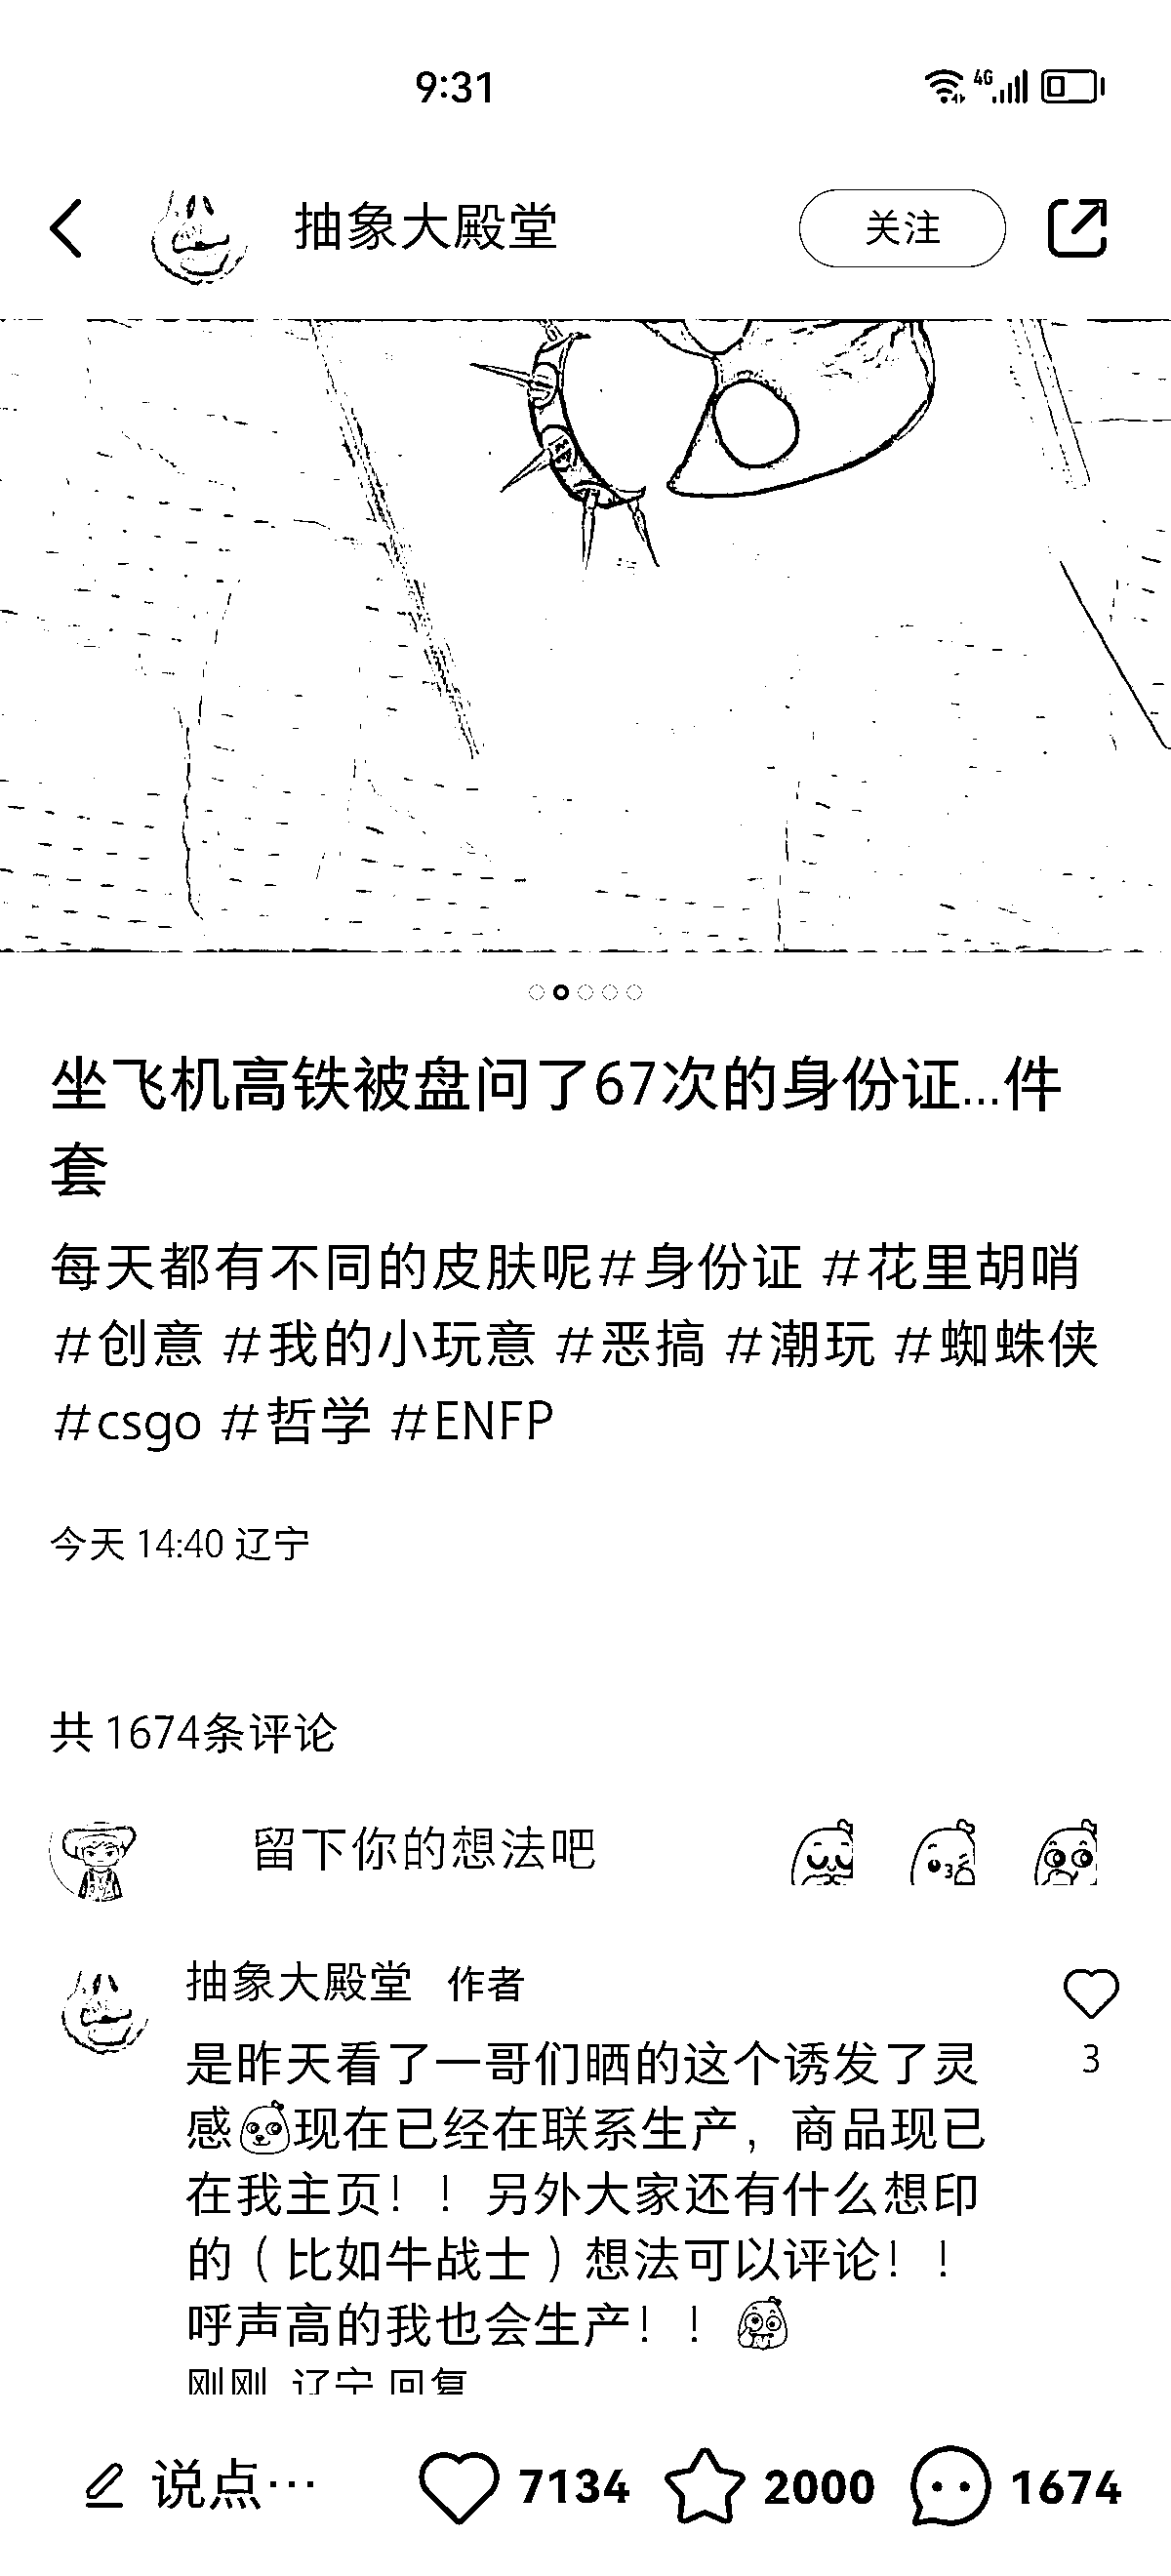 9:31
4G
抽象大殿堂
关注
坐飞机高铁被盘问了67次的身份证...件
套
每天都有不同的皮肤呢#身份证 #花里胡哨
#创意 #我的小玩意 #恶搞 #潮玩 #蜘蛛侠
#csgo #哲学 #ENFP
今天 14:40 辽宁
共 1674条评论
留下你的想法吧
抽象大殿堂 作者
是昨天看了一哥们晒的这个诱发了灵
3
感现在已经在联系生产，商品现已
在我主页！！另外大家还有什么想印
的（比如牛战士）想法可以评论！！
呼声高的我也会生产！！
刚刚 辽宁 回复
说点…
7134
2000
1674